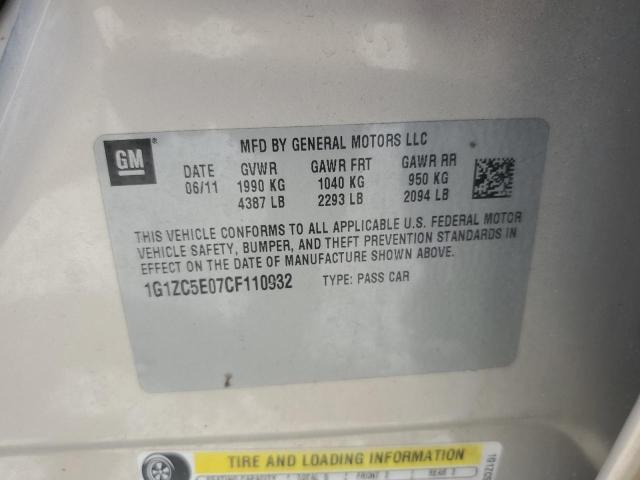 GM
MFD BY GENERAL MOTORS LLC
DATE GVWR GAWR FRT GAWR RR
06/11 1990 KG 1040 KG 950 KG
4387 LB 2293 LB 2094 LB
THIS VEHICLE CONFORMS TO ALL APPLICABLE U.S. FEDERAL MOTOR
VEHICLE SAFETY, BUMPER, AND THEFT PREVENTION STANDARDS IN
EFFECT ON THE DATE OF MANUFACTURE SHOWN ABOVE.
1G1ZC5E07CF110932 TYPE: PASS CAR
TIRE AND LOADING INFORMATION